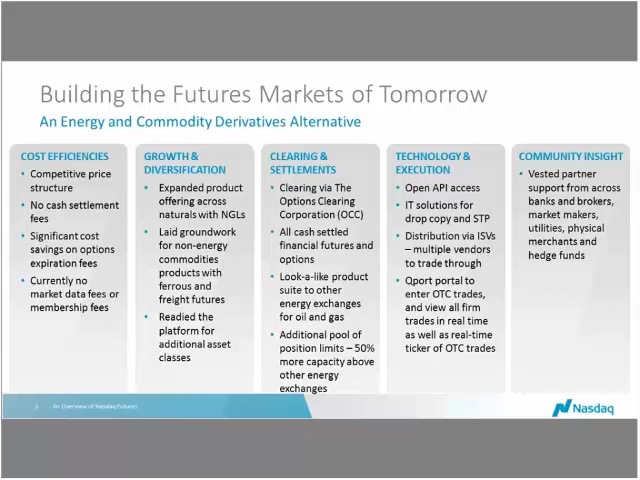 Building the Futures Markets of Tomorrow
An Energy and Commodity Derivatives Alternative
COST EFFICIENCIES
• Competitive price
structure
• No cash settlement
fees
• Significant cost
savings on options
expiration fees
• Currently no
market data fees or
membership fees
GROWTH &
DIVERSIFICATION
• Expanded product
offering across
naturals with NGLs
• Laid groundwork
for non-energy
commodities
products with
ferrous and
freight futures
• Readied the
platform for
additional asset
classes
CLEARING &
SETTLEMENTS
• Clearing via The
Options Clearing
Corporation (OCC)
• All cash settled
financial futures and
options
• Look-a-like product
suite to other
energy exchanges
for oil and gas
• Additional pool of
position limits – 50%
more capacity above
other energy
exchanges
TECHNOLOGY &
EXECUTION
• Open API access
• IT solutions for
drop copy and STP
• Distribution via ISVs
– multiple vendors
to trade through
• Qport portal to
enter OTC trades,
and view all firm
trades in real time
as well as real-time
ticker of OTC trades
COMMUNITY INSIGHT
• Vested partner
support from across
banks and brokers,
market makers,
utilities, physical
merchants and
hedge funds
An Overview of Nasdaq Futures
Nasdaq